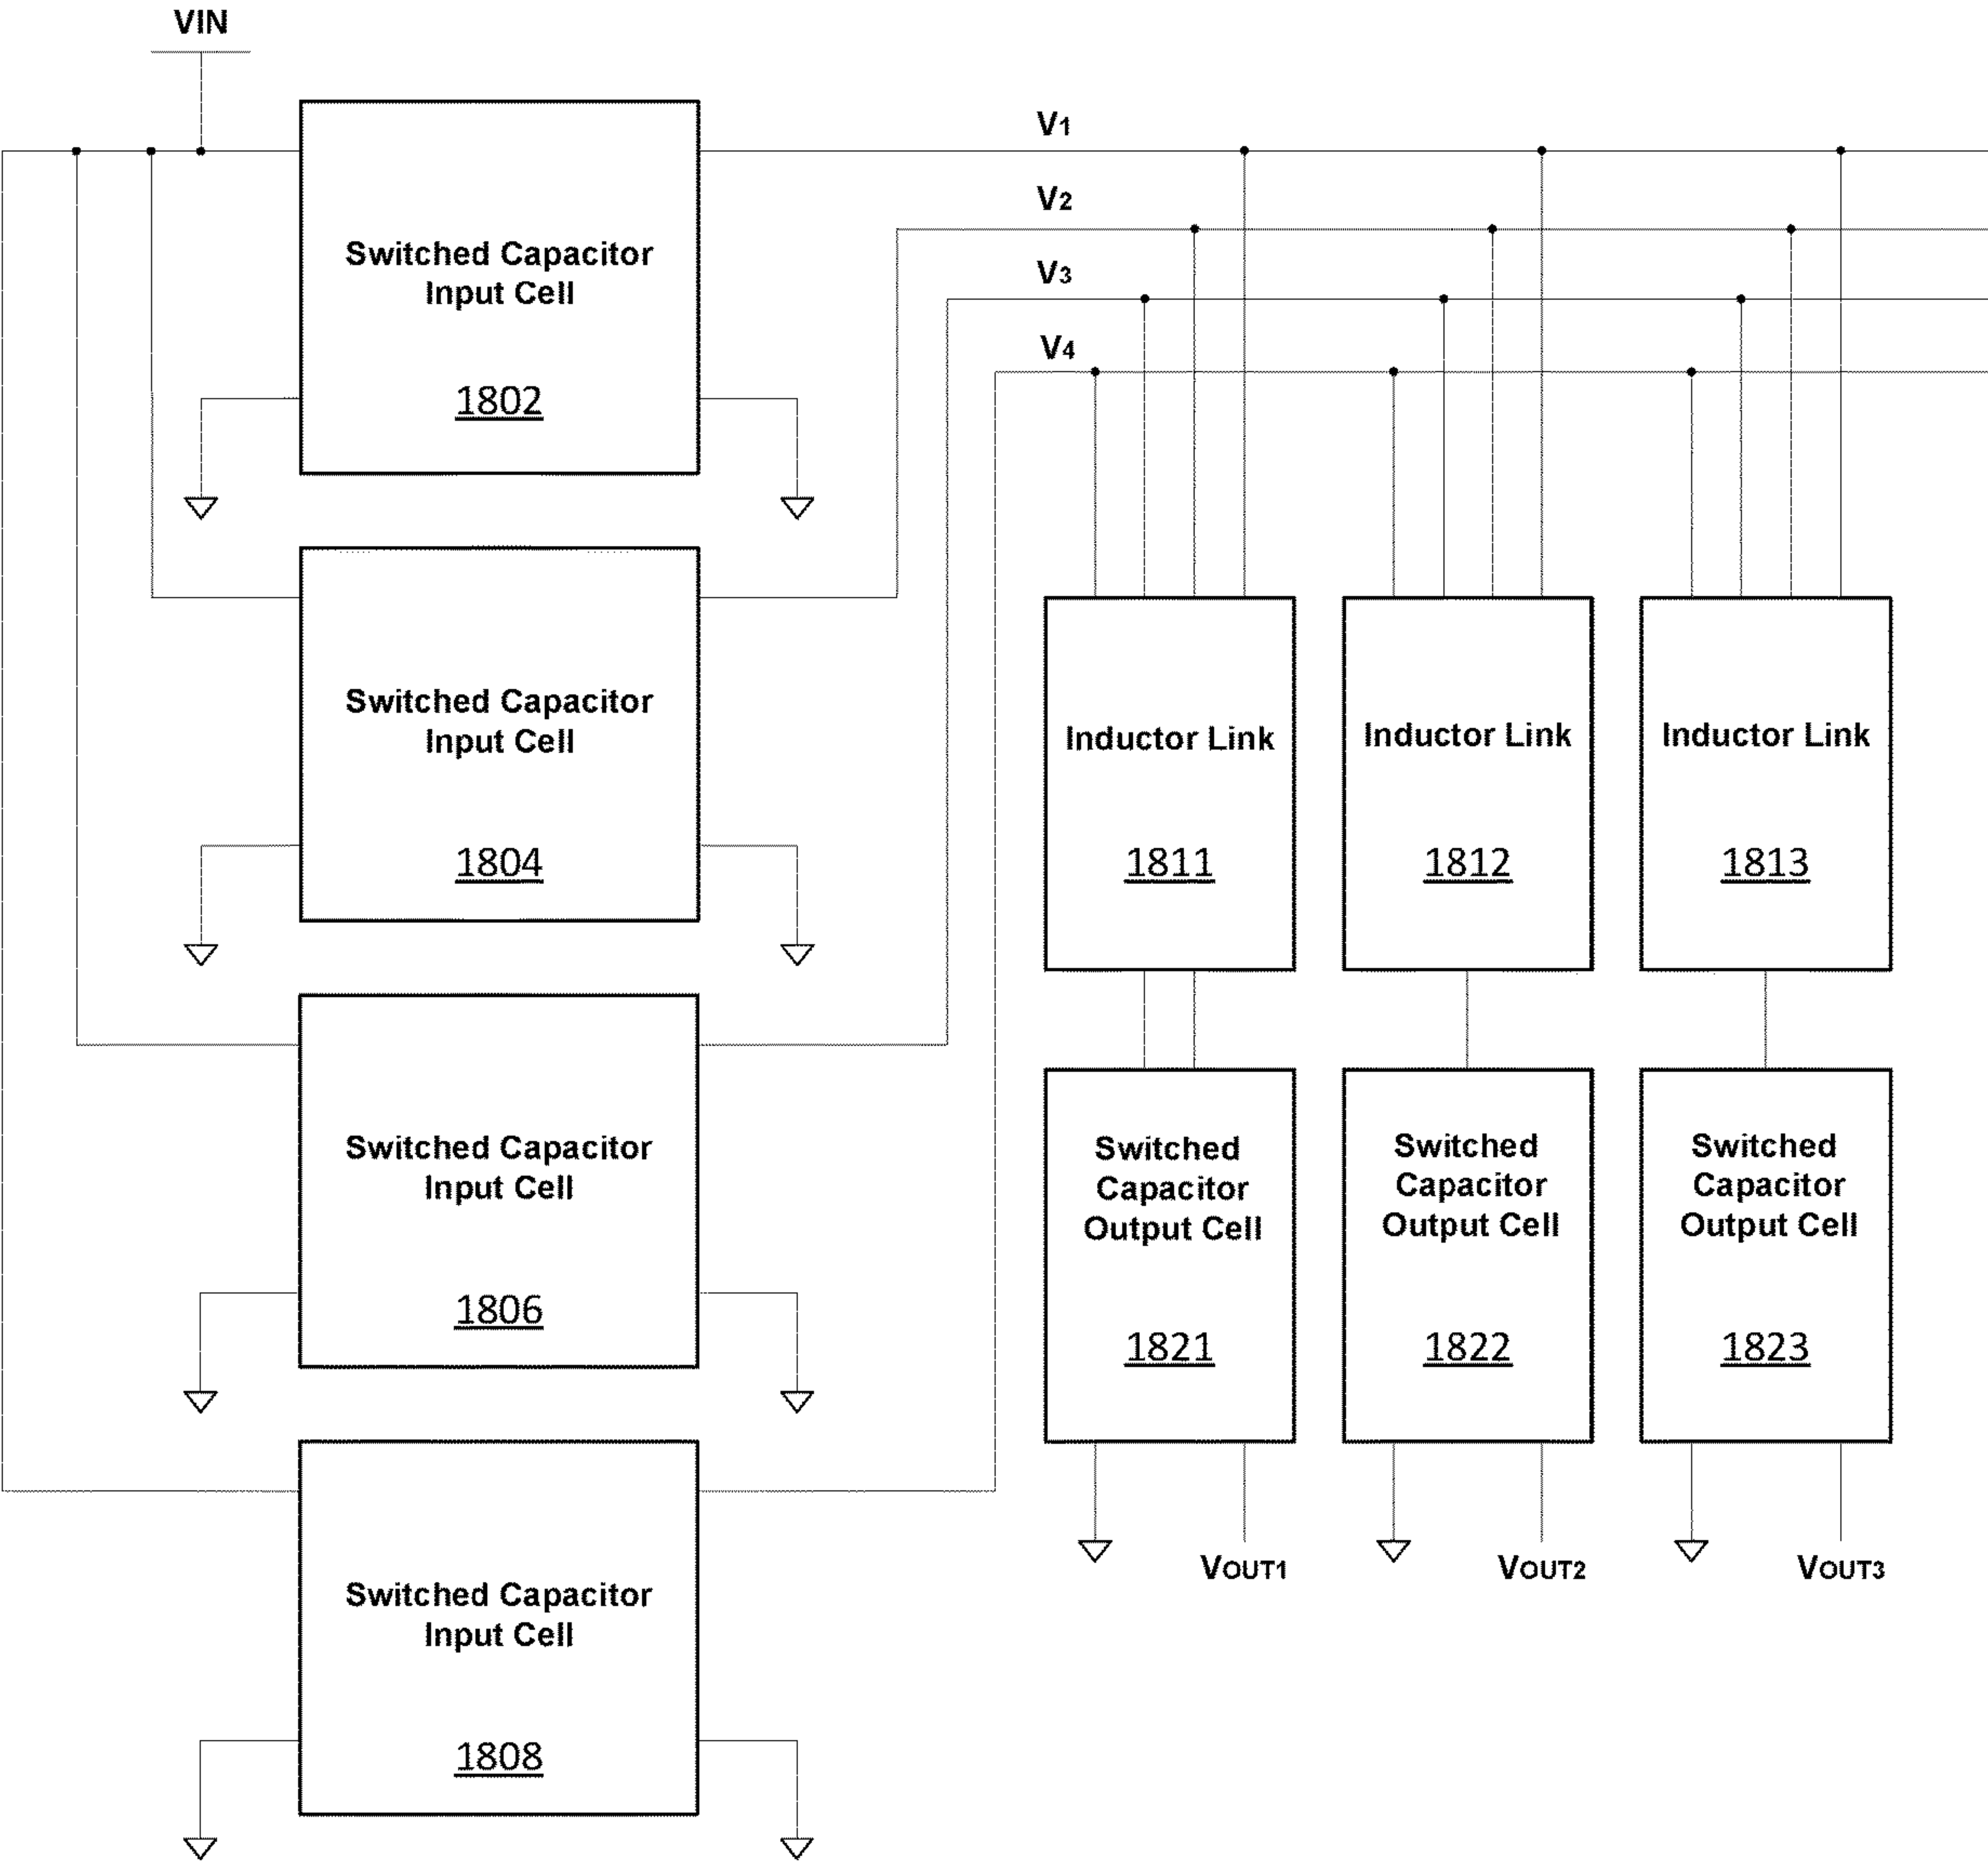 VIN
V1
V2
V3
V4
Switched Capacitor
Input Cell
1802
Switched Capacitor
Input Cell
1804
Switched Capacitor
Input Cell
1806
Switched Capacitor
Input Cell
1808
Inductor Link
1811
Inductor Link
1812
Inductor Link
1813
Switched
Capacitor
Output Cell
1821
Switched
Capacitor
Output Cell
1822
Switched
Capacitor
Output Cell
1823
VOUT1
VOUT2
VOUT3